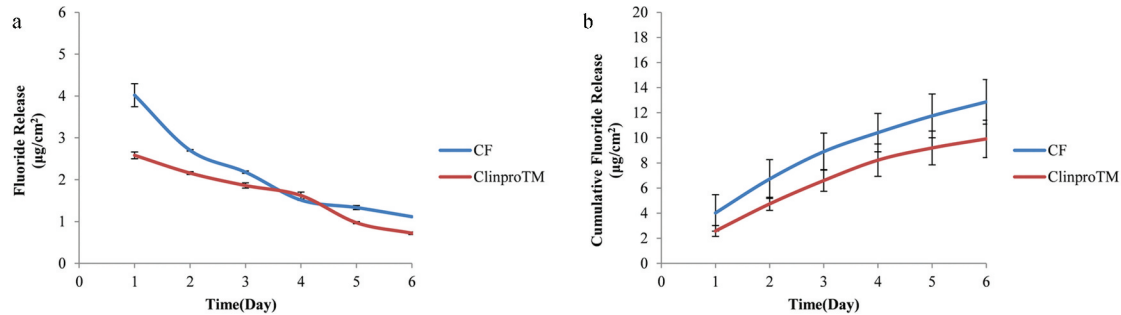 a
6
5
4
3
2
1
0
Fluoride Release
(µg/cm²)
0 1 2 3 4 5 6
Time(Day)
CF
ClinproTM
b
20
18
16
14
12
10
8
6
4
2
0
Cumulative Fluoride Release
(µg/cm²)
0 1 2 3 4 5 6
Time(Day)
CF
ClinproTM